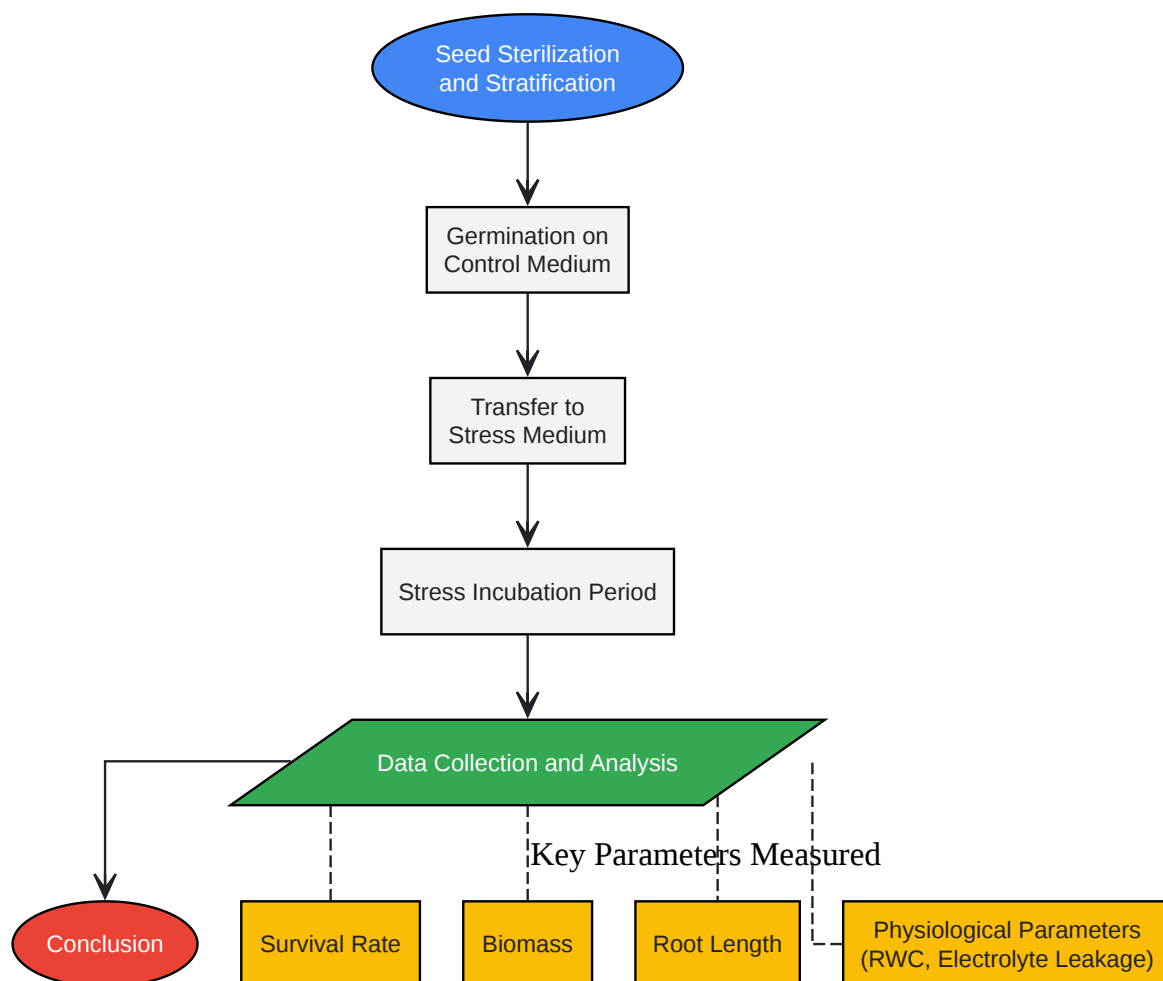 Seed Sterilization
and Stratification
Germination on
Control Medium
Transfer to
Stress Medium
Stress Incubation Period
Data Collection and Analysis
Key Parameters Measured
Conclusion
Survival Rate
Biomass
Root Length
Physiological Parameters
(RWC, Electrolyte Leakage)